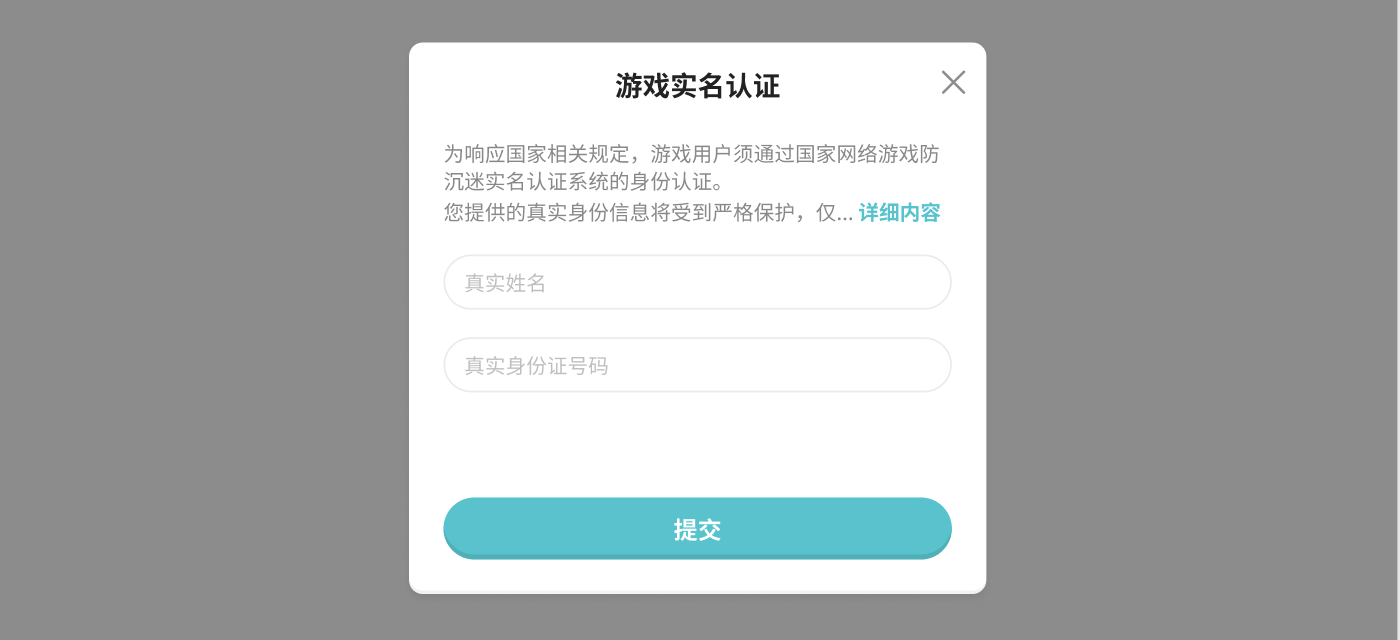 游戏实名认证
为响应国家相关规定，游戏用户须通过国家网络游戏防
沉迷实名认证系统的身份认证。
您提供的真实身份信息将受到严格保护，仅... 详细内容
真实姓名
真实身份证号码
提交